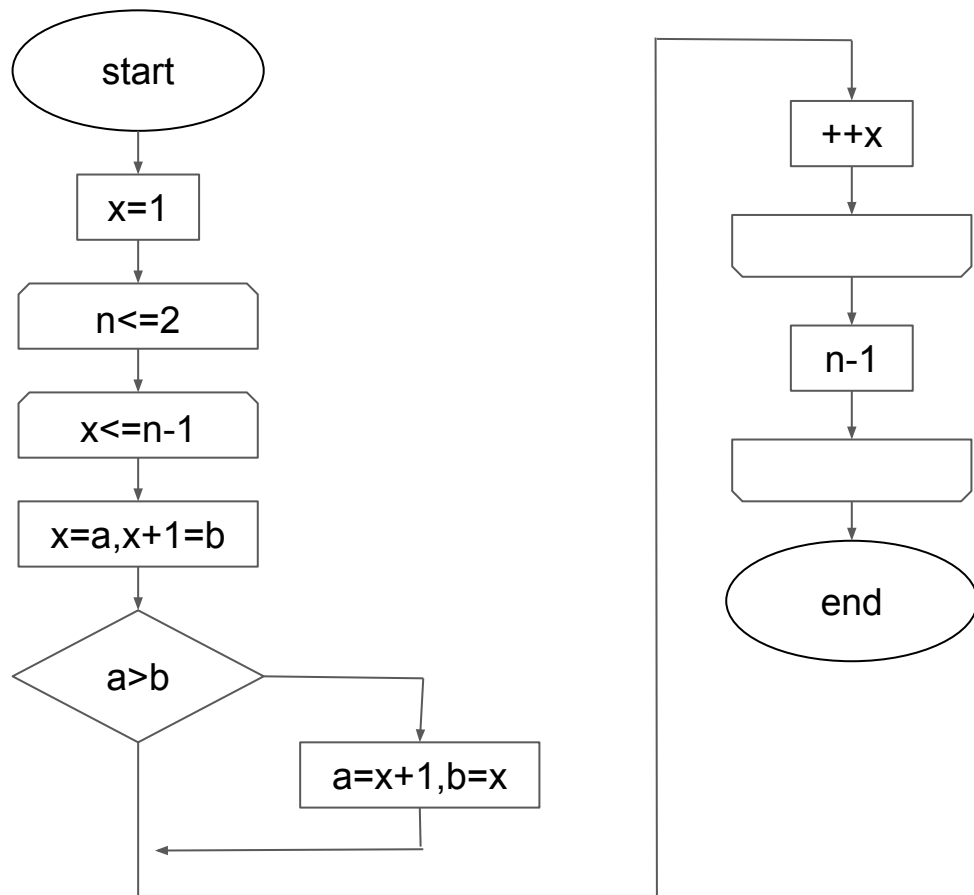 start
x=1
n<=2
x<=n-1
x=a,x+1=b
a>b
a=x+1,b=x
++x
n-1
end